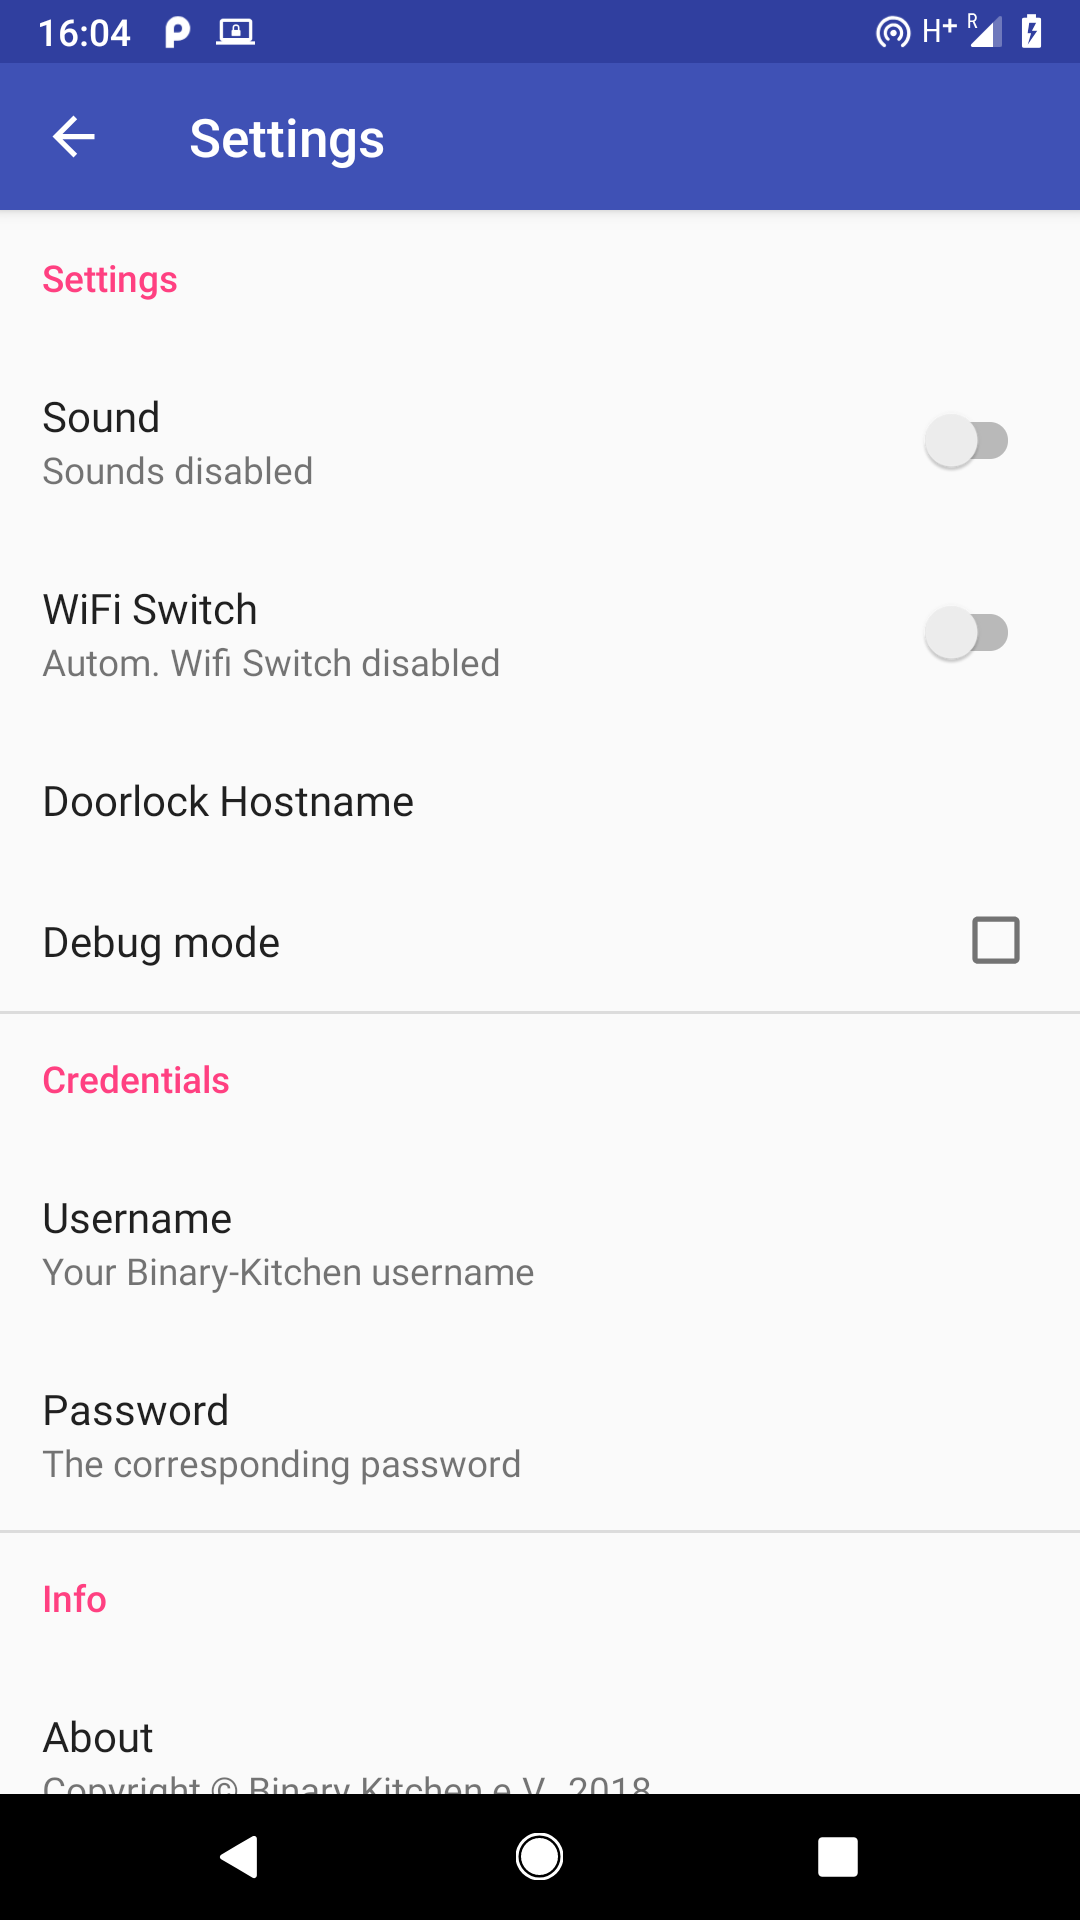 16:04
H+ R
Settings
Settings
Sound
Sounds disabled
WiFi Switch
Autom. Wifi Switch disabled
Doorlock Hostname
Debug mode
Credentials
Username
Your Binary-Kitchen username
Password
The corresponding password
Info
About
Copyright © Binary Kitchen e.V. 2018